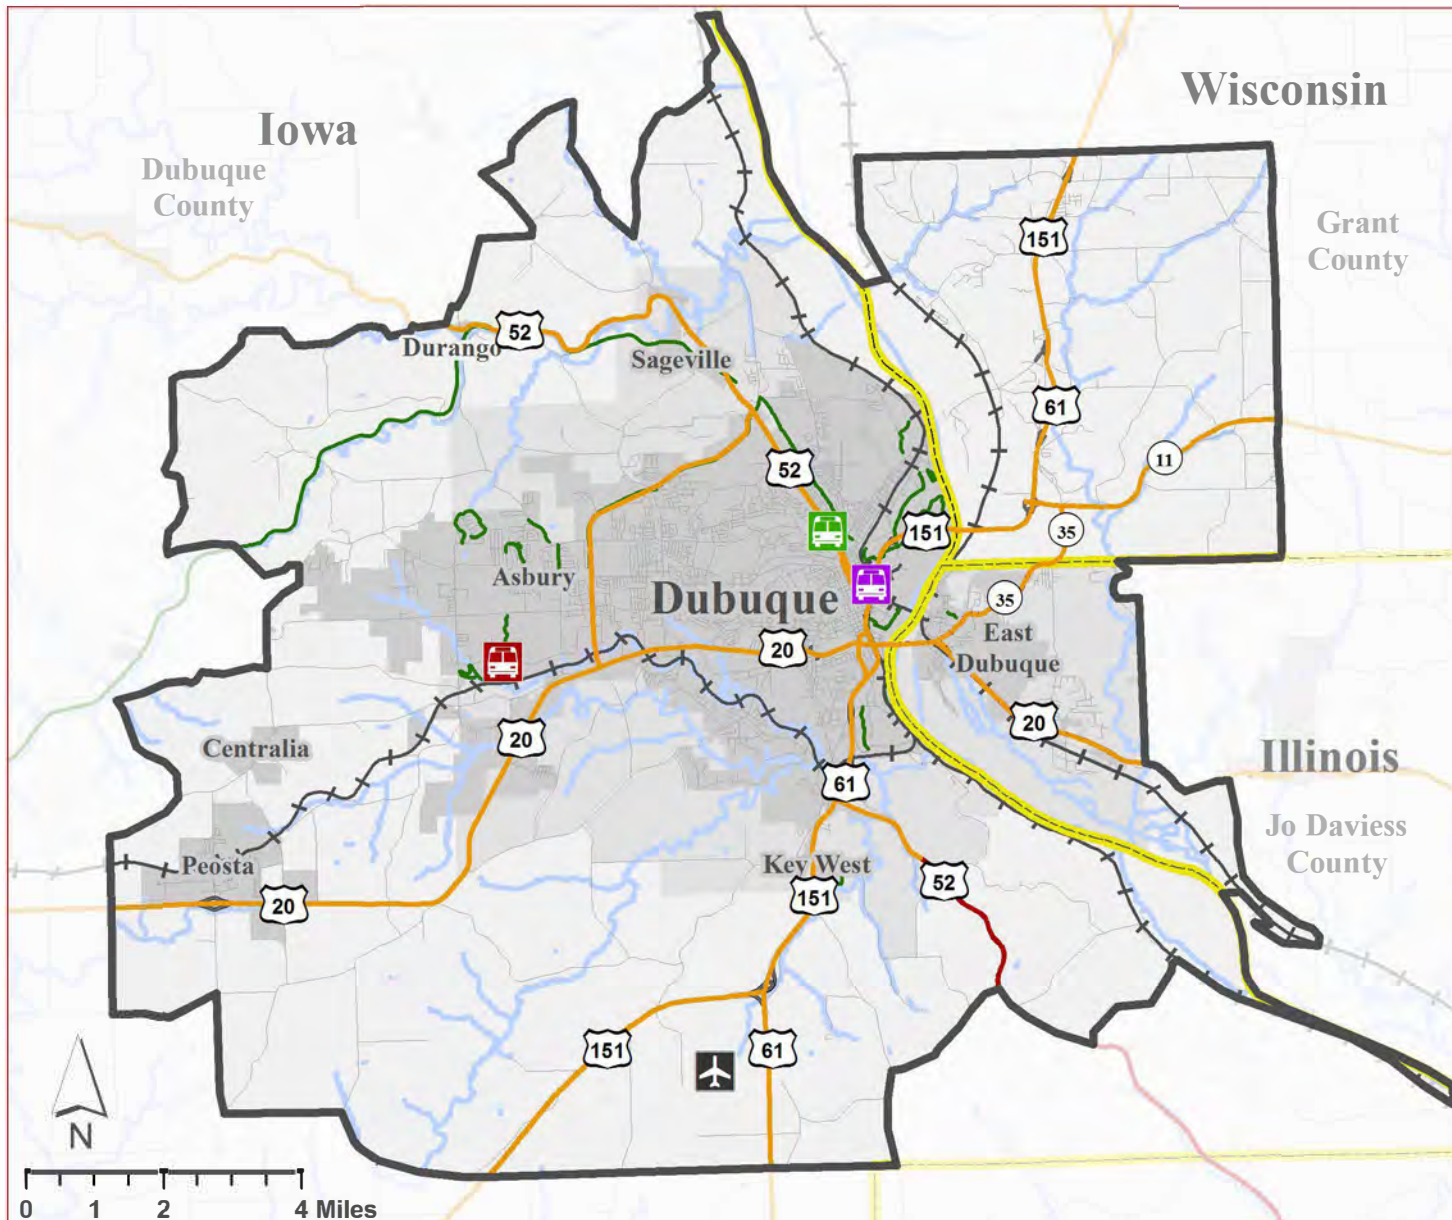 Wisconsin
Iowa
Dubuque
County
Grant
County
151
52
Durango
Sageville
61
11
52
151
35
Asbury
Dubuque
35
East
Dubuque
20
20
20
Centralia
Illinois
61
Jo Daviess
County
Peosta
Key West
52
151
20
151
61
N
0 1 2 4 Miles